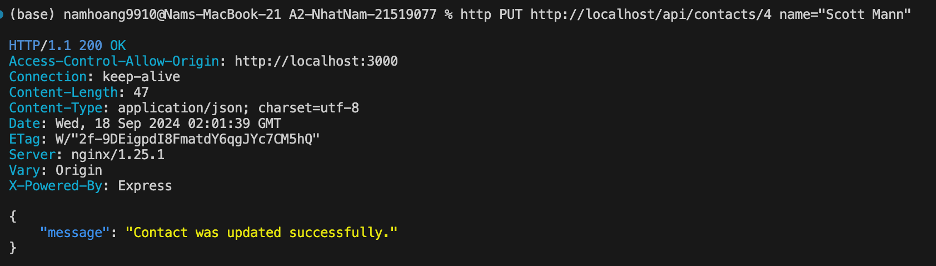 (base) namhoang9910@Nams-MacBook-21 A2-NhatNam-21519077 % http PUT http://localhost/api/contacts/4 name="Scott Mann"
HTTP/1.1 200 OK
Access-Control-Allow-Origin: http://localhost:3000
Connection: keep-alive
Content-Length: 47
Content-Type: application/json; charset=utf-8
Date: Wed, 18 Sep 2024 02:01:39 GMT
ETag: W/"2f-9DEigpdI8FmatdY6qgJYc7CM5hQ"
Server: nginx/1.25.1
Vary: Origin
X-Powered-By: Express
{
    "message": "Contact was updated successfully."
}